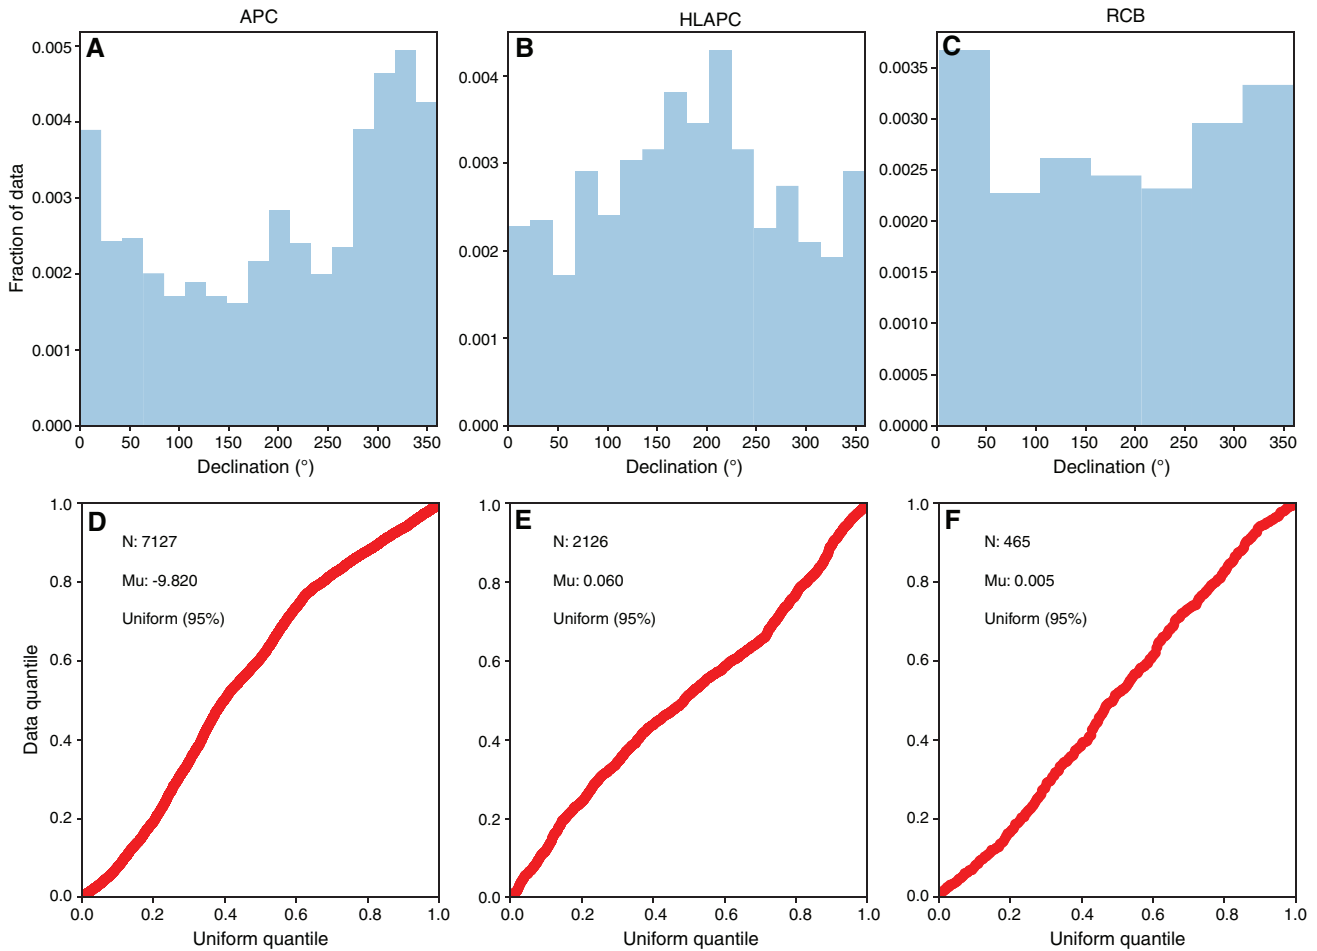 APC
HLAPC
RCB
A
B
C
Fraction of data
0.005
0.004
0.003
0.002
0.001
0.000
0 50 100 150 200 250 300 350
Declination (°)
0.004
0.003
0.002
0.001
0.000
0 50 100 150 200 250 300 350
Declination (°)
0.0035
0.0030
0.0025
0.0020
0.0015
0.0010
0.0005
0.0000
0 50 100 150 200 250 300 350
Declination (°)
D
N: 7127
Mu: -9.820
Uniform (95%)
Data quantile
1.0
0.8
0.6
0.4
0.2
0.0
0.0 0.2 0.4 0.6 0.8 1.0
Uniform quantile
E
N: 2126
Mu: 0.060
Uniform (95%)
1.0
0.8
0.6
0.4
0.2
0.0
0.0 0.2 0.4 0.6 0.8 1.0
Uniform quantile
F
N: 465
Mu: 0.005
Uniform (95%)
1.0
0.8
0.6
0.4
0.2
0.0
0.0 0.2 0.4 0.6 0.8 1.0
Uniform quantile